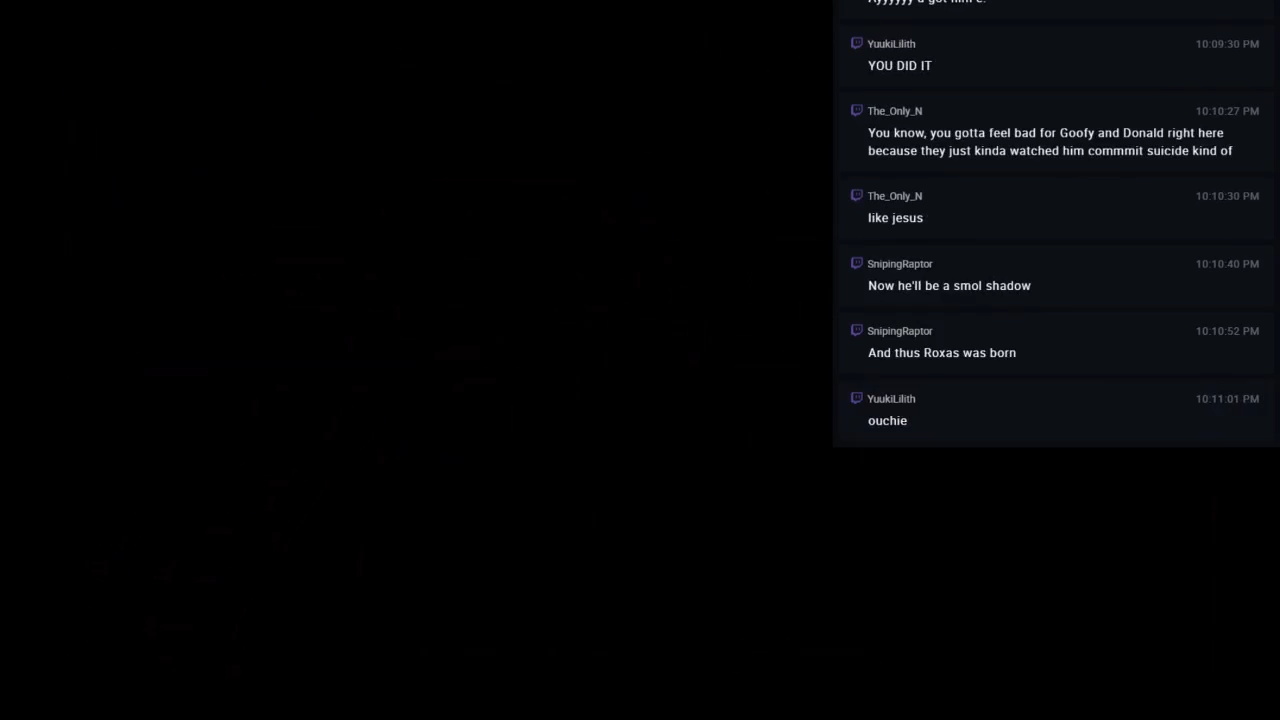 YuukiLilith 10:09:30 PM
YOU DID IT
The_Only_N 10:10:27 PM
You know, you gotta feel bad for Goofy and Donald right here
because they just kinda watched him commmit suicide kind of
The_Only_N 10:10:30 PM
like jesus
SnipingRaptor 10:10:40 PM
Now he'll be a smol shadow
SnipingRaptor 10:10:52 PM
And thus Roxas was born
YuukiLilith 10:11:01 PM
ouchie